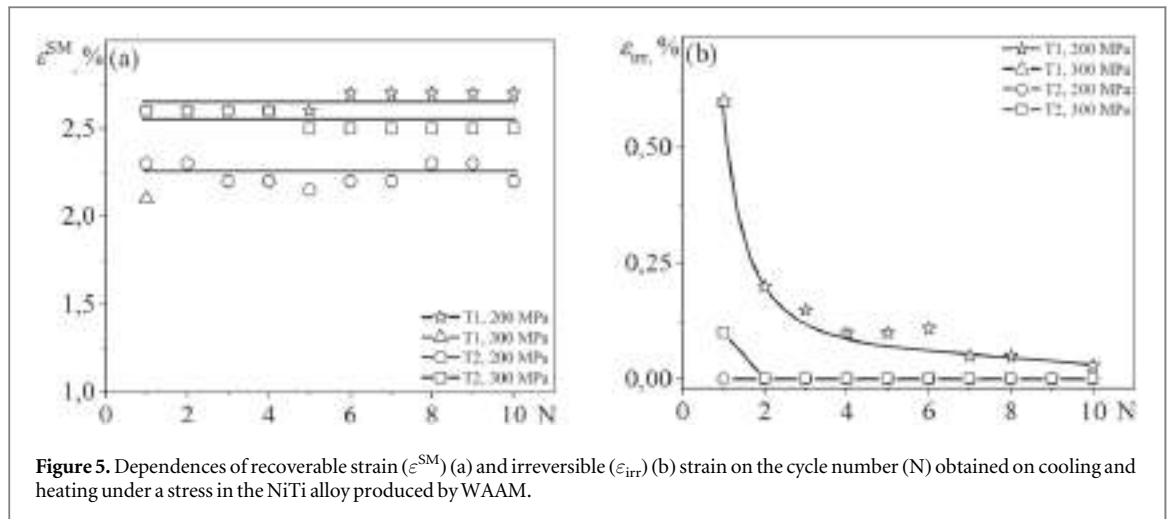 ε^SM, % (a)
2,5
2,0
1,5
1,0
0 2 4 6 8 10 N
T1, 200 MPa
T1, 300 MPa
T2, 200 MPa
T2, 300 MPa
ε_irr, % (b)
0,50
0,25
0,00
0 2 4 6 8 10 N
T1, 200 MPa
T1, 300 MPa
T2, 200 MPa
T2, 300 MPa
Figure 5. Dependences of recoverable strain (ε^SM) (a) and irreversible (ε_irr) (b) strain on the cycle number (N) obtained on cooling and
heating under a stress in the NiTi alloy produced by WAAM.